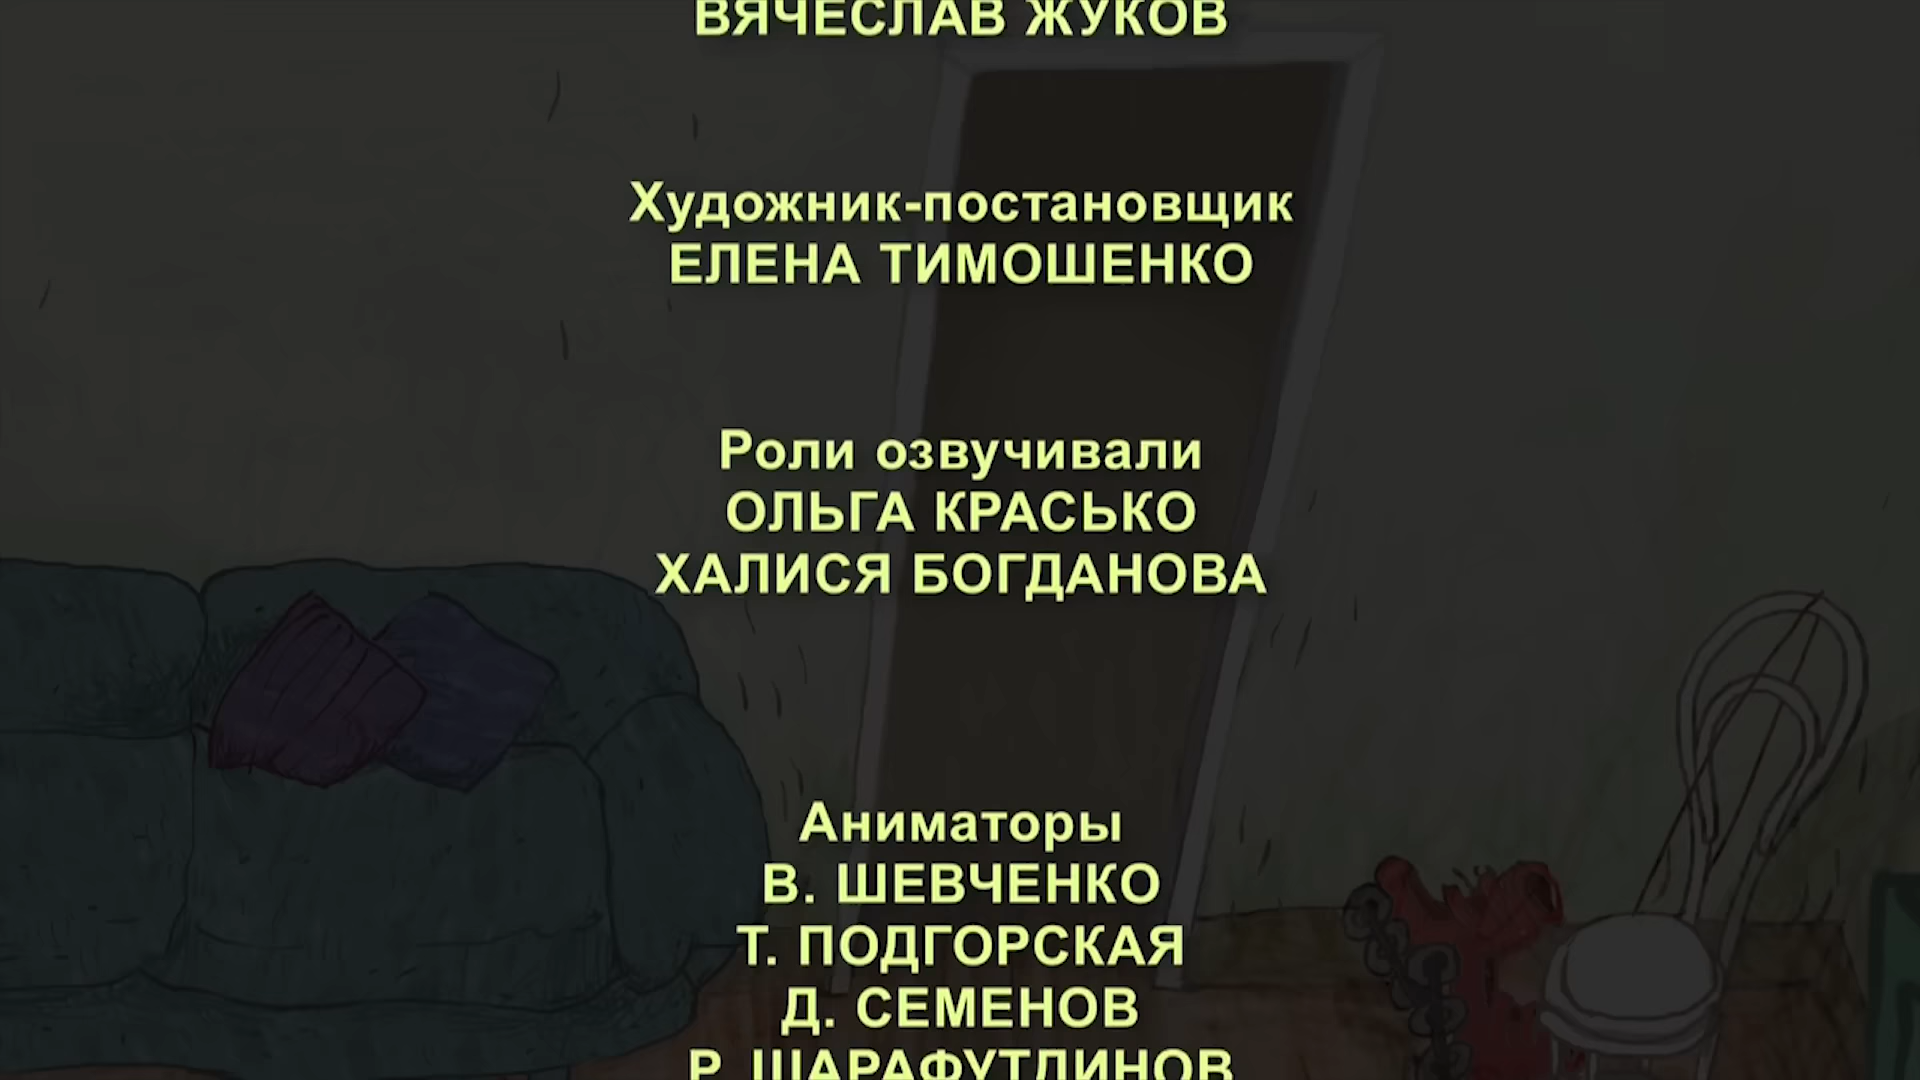 ВЯЧЕСЛАВ ЖУКОВ
Художник-постановщик
ЕЛЕНА ТИМОШЕНКО
Роли озвучивали
ОЛЬГА КРАСЬКО
ХАЛИСЯ БОГДАНОВА
Аниматоры
В. ШЕВЧЕНКО
Т. ПОДГОРСКАЯ
Д. СЕМЕНОВ
Р. ШАРАФУТДИНОВ